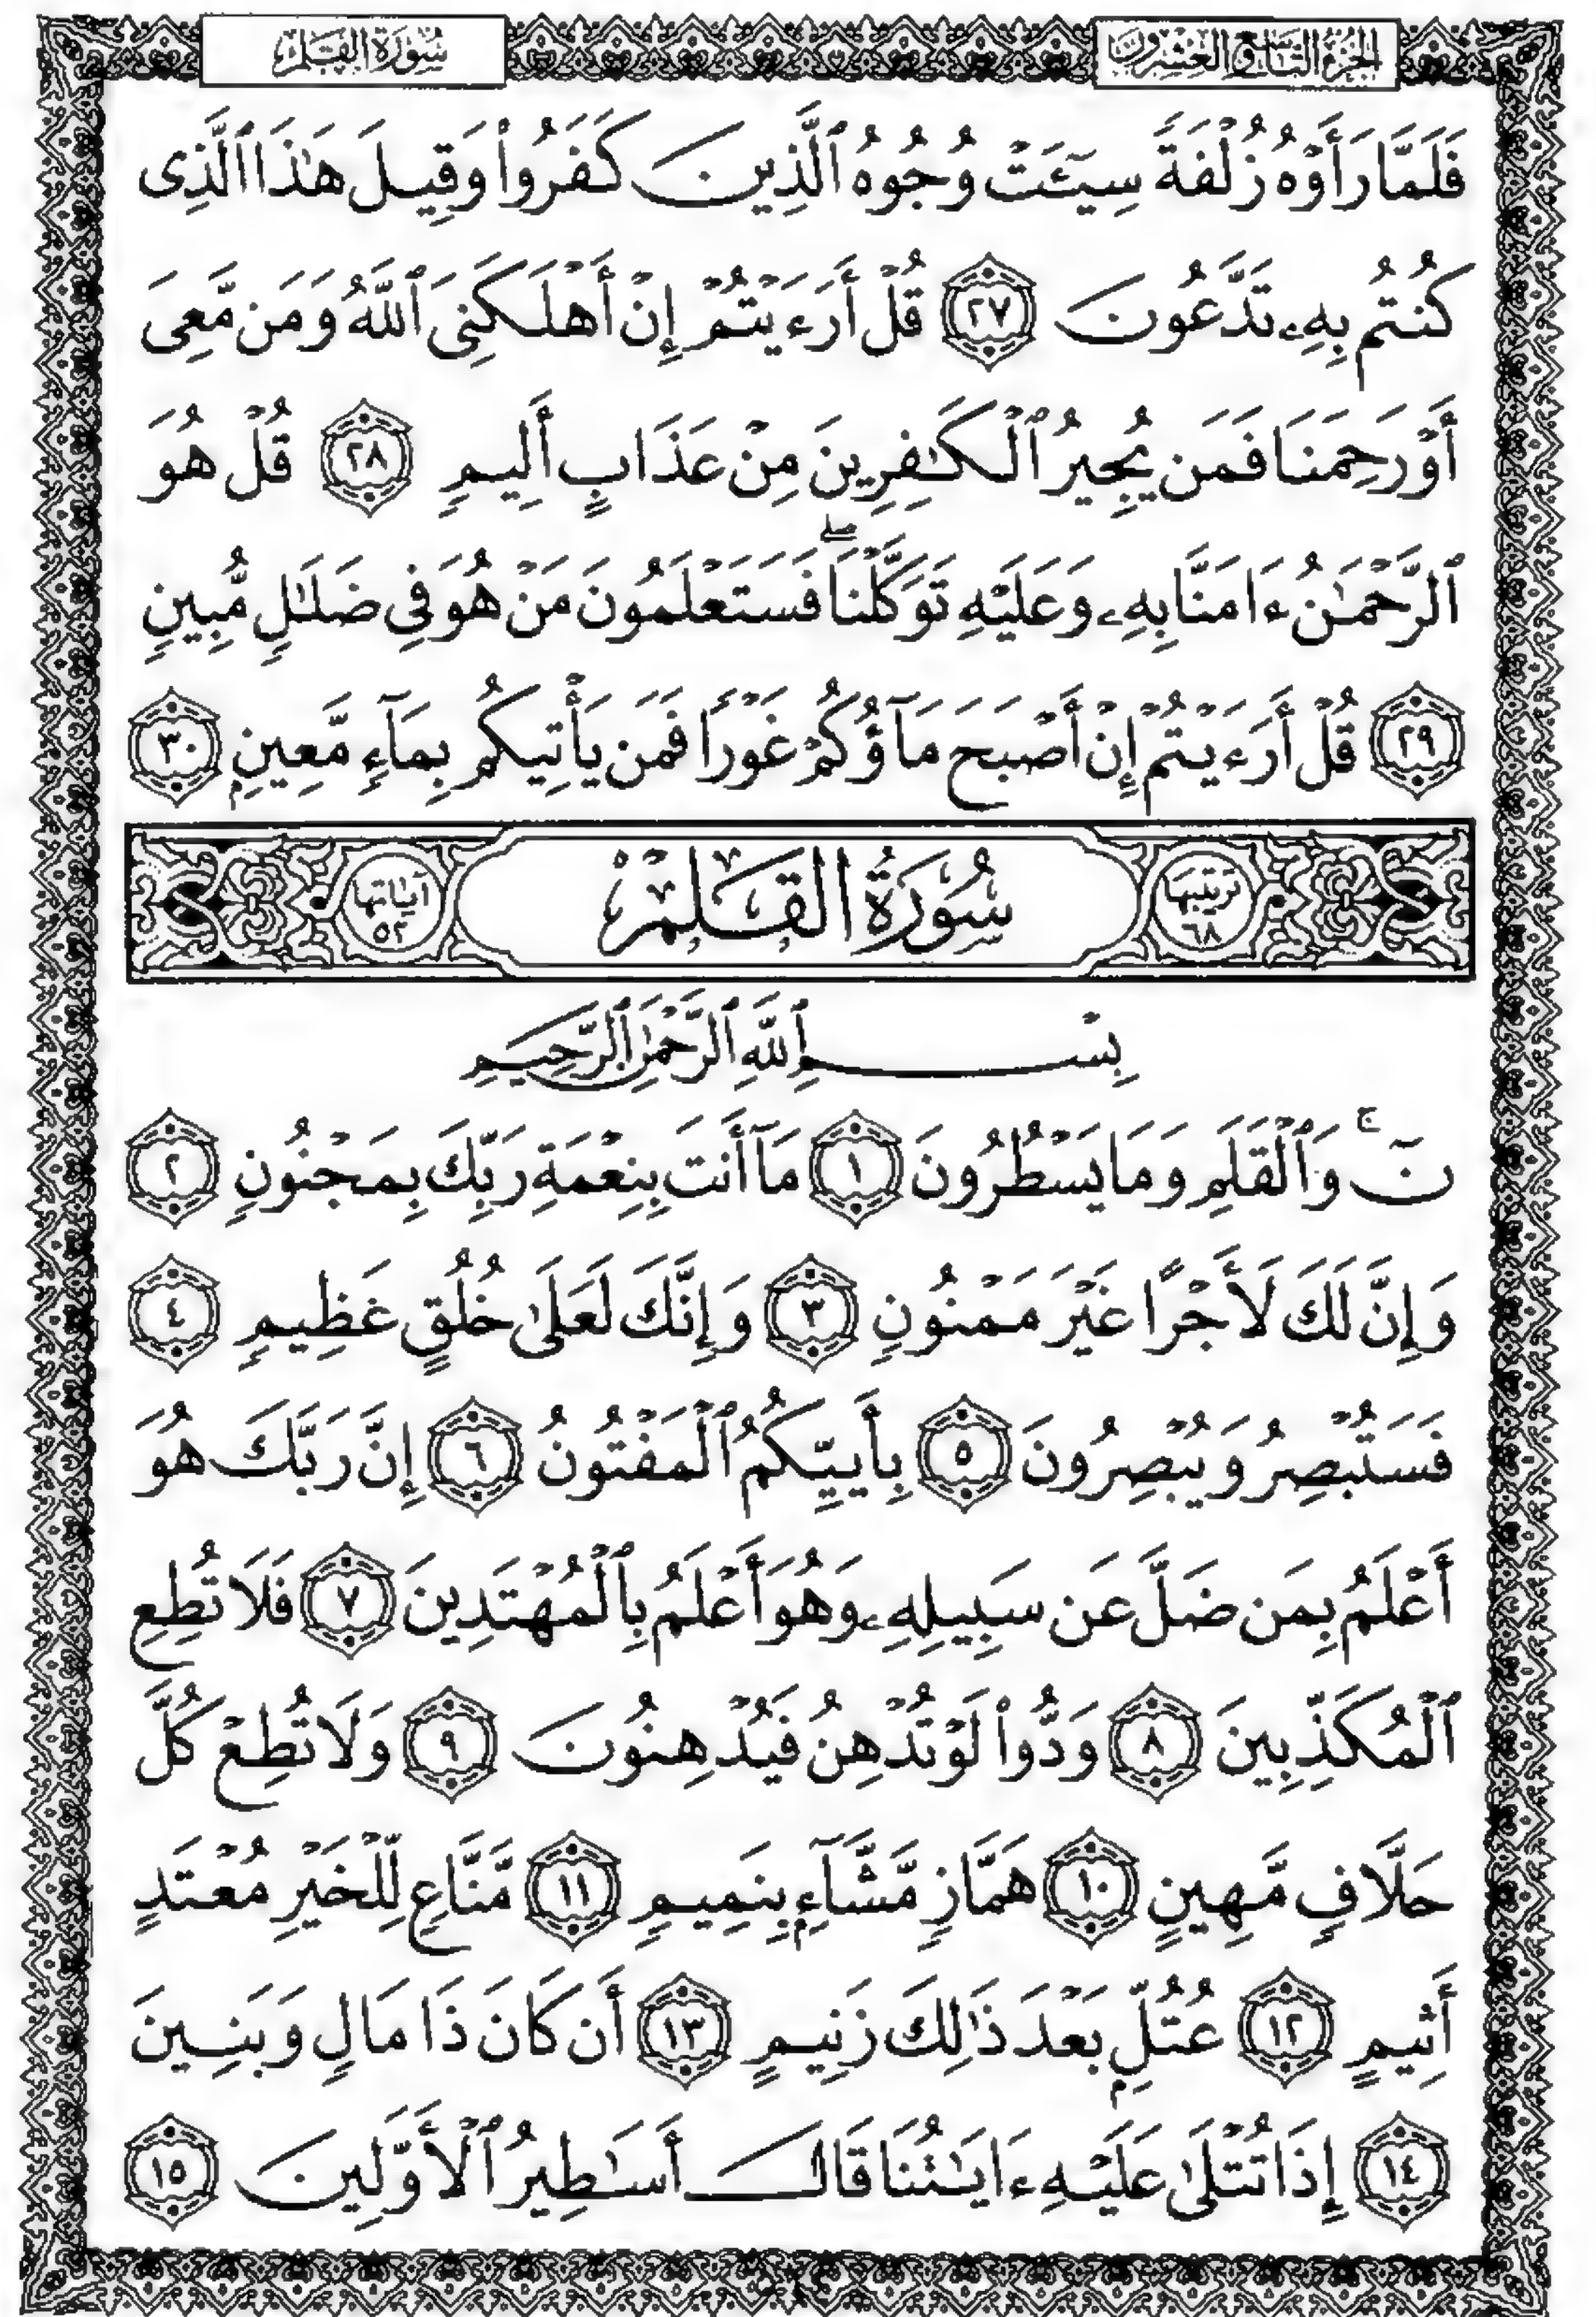 الجزء التاسع والعشرون
سورة القلم
فَلَمَّا رَأَوْهُ زُلْفَةً سِيٓـَٔتْ وُجُوهُ ٱلَّذِينَ كَفَرُوا۟ وَقِيلَ هَٰذَا ٱلَّذِى
كُنتُم بِهِۦ تَدَّعُونَ ٢٧ قُلْ أَرَءَيْتُمْ إِنْ أَهْلَكَنِىَ ٱللَّهُ وَمَن مَّعِىَ
أَوْ رَحِمَنَا فَمَن يُجِيرُ ٱلْكَٰفِرِينَ مِنْ عَذَابٍ أَلِيمٍ ٢٨ قُلْ هُوَ
ٱلرَّحْمَٰنُ ءَامَنَّا بِهِۦ وَعَلَيْهِ تَوَكَّلْنَا ۖ فَسَتَعْلَمُونَ مَنْ هُوَ فِى ضَلَٰلٍ مُّبِينٍ
٢٩ قُلْ أَرَءَيْتُمْ إِنْ أَصْبَحَ مَآؤُكُمْ غَوْرًا فَمَن يَأْتِيكُم بِمَآءٍ مَّعِينٍۭ ٣٠
ترتيبها ٦٨ سُورَةُ القَلَمْ آياتها ٥٢
بِسْمِ ٱللَّهِ ٱلرَّحْمَٰنِ ٱلرَّحِيمِ
نٓ ۚ وَٱلْقَلَمِ وَمَا يَسْطُرُونَ ١ مَآ أَنتَ بِنِعْمَةِ رَبِّكَ بِمَجْنُونٍ ٢
وَإِنَّ لَكَ لَأَجْرًا غَيْرَ مَمْنُونٍ ٣ وَإِنَّكَ لَعَلَىٰ خُلُقٍ عَظِيمٍ ٤
فَسَتُبْصِرُ وَيُبْصِرُونَ ٥ بِأَييِّكُمُ ٱلْمَفْتُونُ ٦ إِنَّ رَبَّكَ هُوَ
أَعْلَمُ بِمَن ضَلَّ عَن سَبِيلِهِۦ وَهُوَ أَعْلَمُ بِٱلْمُهْتَدِينَ ٧ فَلَا تُطِعِ
ٱلْمُكَذِّبِينَ ٨ وَدُّوا۟ لَوْ تُدْهِنُ فَيُدْهِنُونَ ٩ وَلَا تُطِعْ كُلَّ
حَلَّافٍ مَّهِينٍ ١٠ هَمَّازٍ مَّشَّآءٍۭ بِنَمِيمٍ ١١ مَّنَّاعٍ لِّلْخَيْرِ مُعْتَدٍ
أَثِيمٍ ١٢ عُتُلٍّۭ بَعْدَ ذَٰلِكَ زَنِيمٍ ١٣ أَن كَانَ ذَا مَالٍ وَبَنِينَ
١٤ إِذَا تُتْلَىٰ عَلَيْهِ ءَايَٰتُنَا قَالَ أَسَٰطِيرُ ٱلْأَوَّلِينَ ١٥